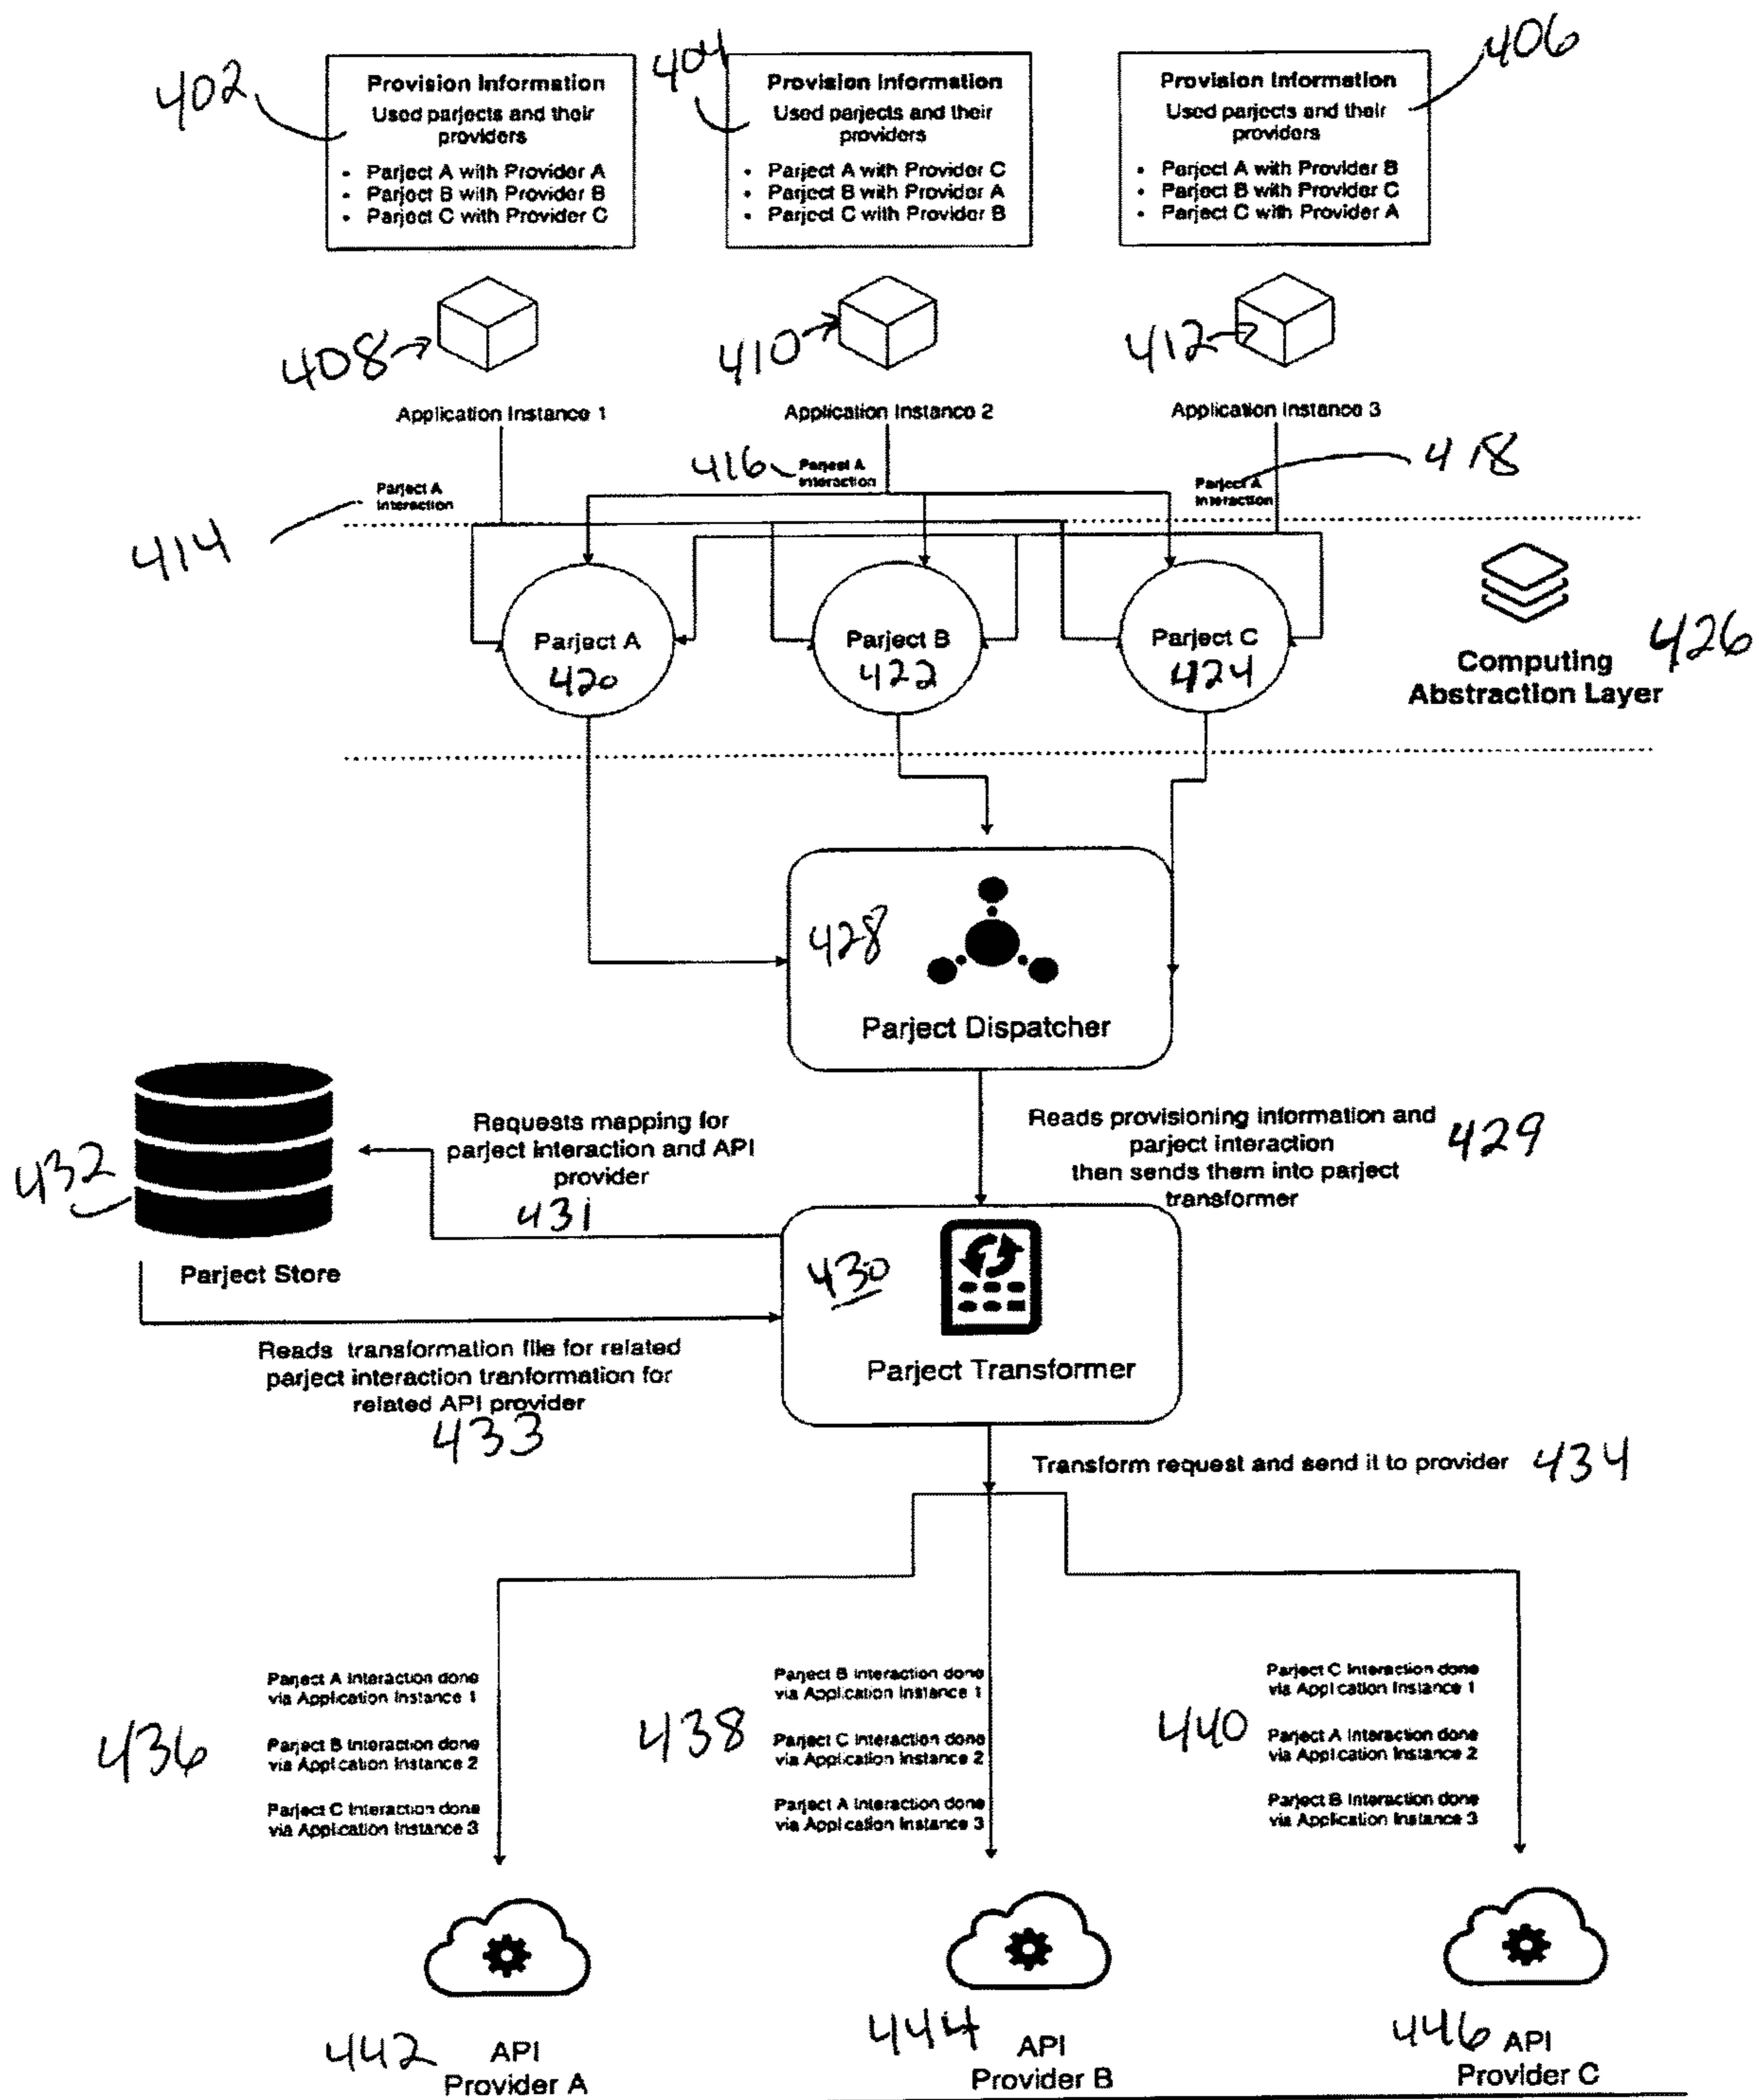 402
Provision Information
Used parjects and their
providers
• Parject A with Provider A
• Parject B with Provider B
• Parject C with Provider C
404
Provision Information
Used parjects and their
providers
• Parject A with Provider C
• Parject B with Provider A
• Parject C with Provider B
406
Provision Information
Used parjects and their
providers
• Parject A with Provider B
• Parject B with Provider C
• Parject C with Provider A
408
Application Instance 1
410
Application Instance 2
412
Application Instance 3
414
Parject A
Interaction
416
Parject A
Interaction
418
Parject A
Interaction
Parject A
420
Parject B
422
Parject C
424
Computing
Abstraction Layer
426
428
Parject Dispatcher
Reads provisioning information and
parject interaction
then sends them into parject
transformer
429
Requests mapping for
parject interaction and API
provider
431
432
Parject Store
430
Parject Transformer
Reads transformation file for related
parject interaction tranformation for
related API provider
433
Transform request and send it to provider
434
436
Parject A Interaction done
via Application Instance 1
Parject B Interaction done
via Application Instance 2
Parject C Interaction done
via Application Instance 3
438
Parject B Interaction done
via Application Instance 1
Parject C Interaction done
via Application Instance 2
Parject A Interaction done
via Application Instance 3
440
Parject C Interaction done
via Application Instance 1
Parject A Interaction done
via Application Instance 2
Parject B Interaction done
via Application Instance 3
442
API
Provider A
444
API
Provider B
446
API
Provider C